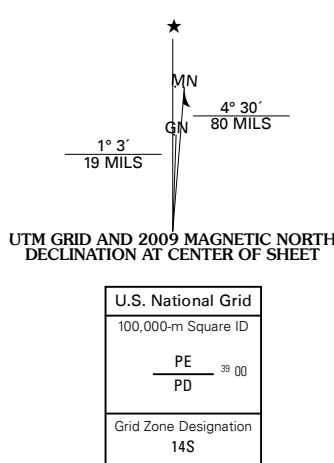 ★
MN
GN
4° 30´
80 MILS
1° 3´
19 MILS
UTM GRID AND 2009 MAGNETIC NORTH
DECLINATION AT CENTER OF SHEET
U.S. National Grid
100,000-m Square ID
PE
39 00
PD
Grid Zone Designation
14S